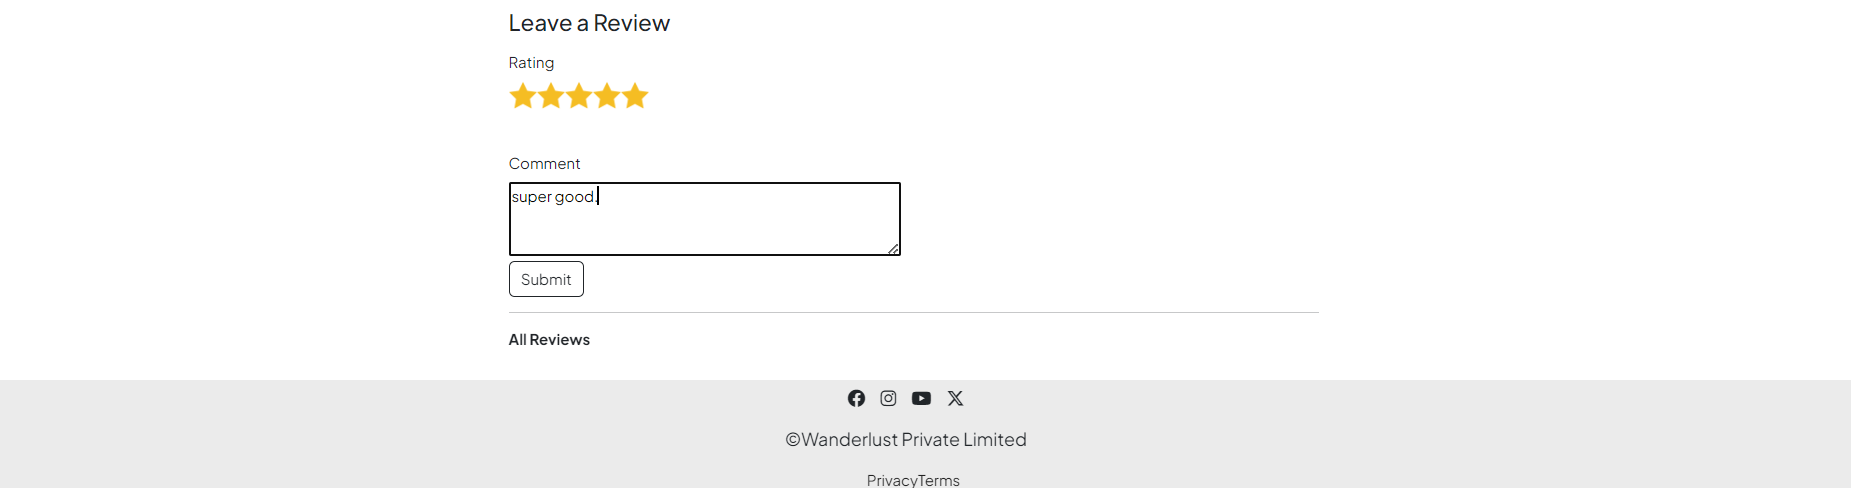 Leave a Review
Rating
Comment
super good.
Submit
All Reviews
©Wanderlust Private Limited
PrivacyTerms